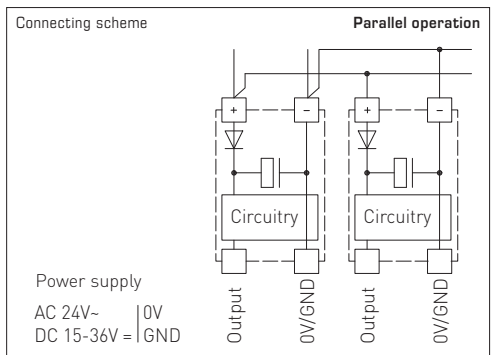 Connecting scheme
Parallel operation
+
−
+
−
Circuitry
Circuitry
Power supply
AC 24V~ | 0V
DC 15-36V = | GND
Output
0V/GND
Output
0V/GND